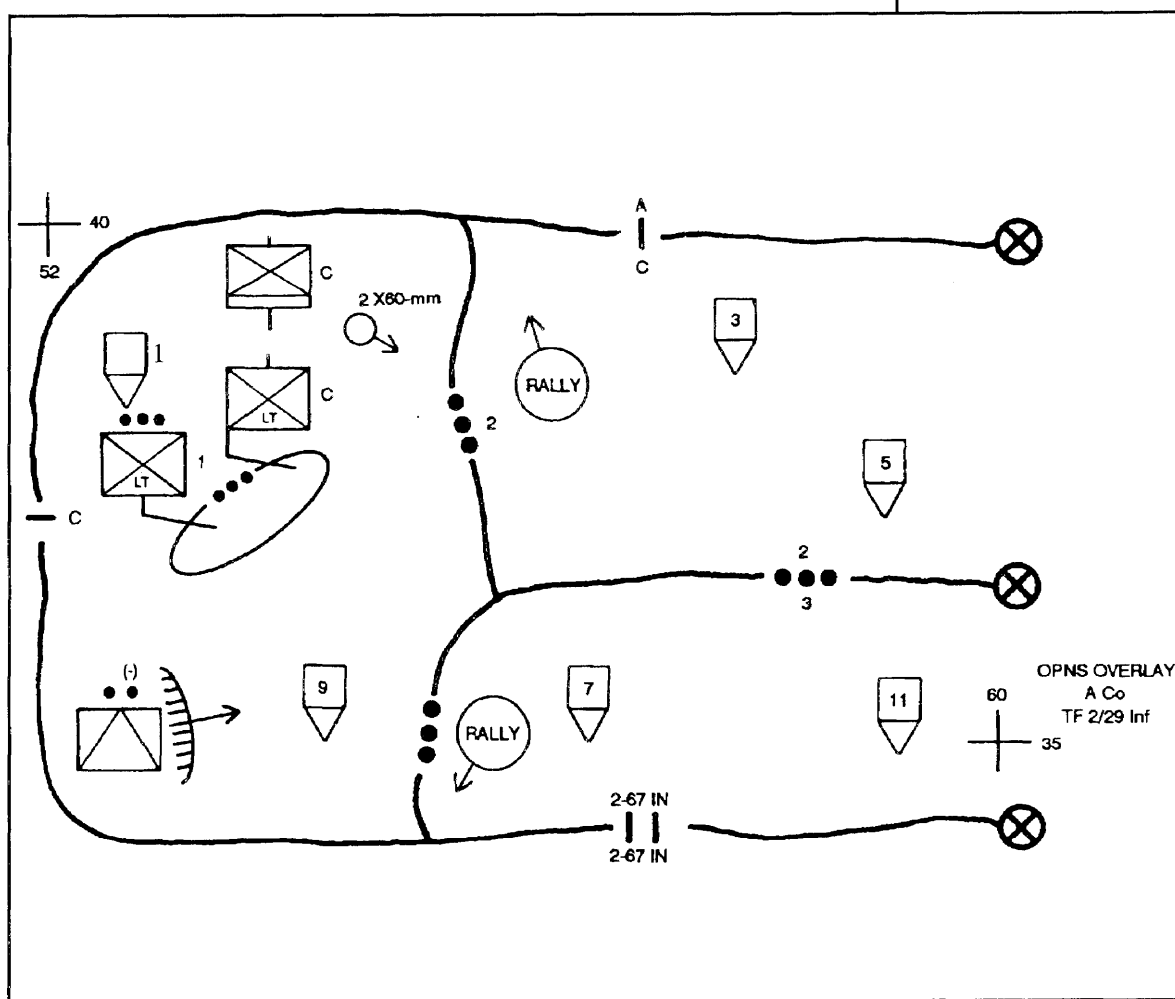 A
40
C
52
C
2 X60-mm
3
1
RALLY
C
LT
2
1
LT
5
C
2
3
(-)
9
7
11
OPNS OVERLAY
A Co
TF 2/29 Inf
60
35
RALLY
2-67 IN
2-67 IN